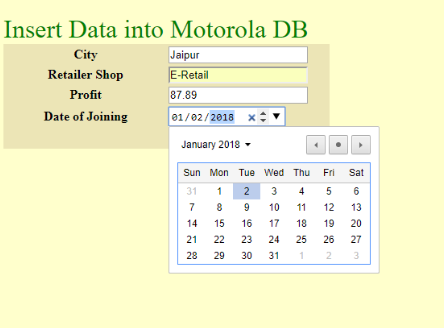 Insert Data into Motorola DB
City Jaipur
Retailer Shop E-Retail
Profit 87.89
Date of Joining 01/02/2018
January 2018
Sun Mon Tue Wed Thu Fri Sat
31 1 2 3 4 5 6
7 8 9 10 11 12 13
14 15 16 17 18 19 20
21 22 23 24 25 26 27
28 29 30 31 1 2 3